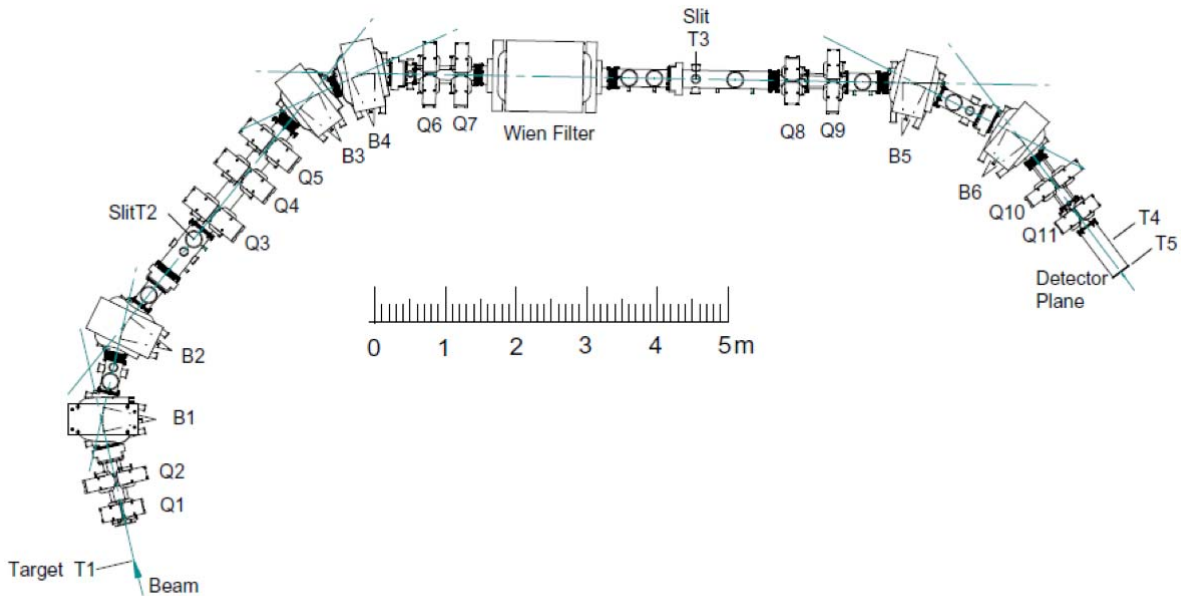 Slit
T3
Q6
Q7
Wien Filter
Q8
Q9
B3
B4
B5
Q5
Q4
Q3
SlitT2
B6
Q10
Q11
T4
T5
Detector
Plane
0 1 2 3 4 5m
B2
B1
Q2
Q1
Target T1
Beam